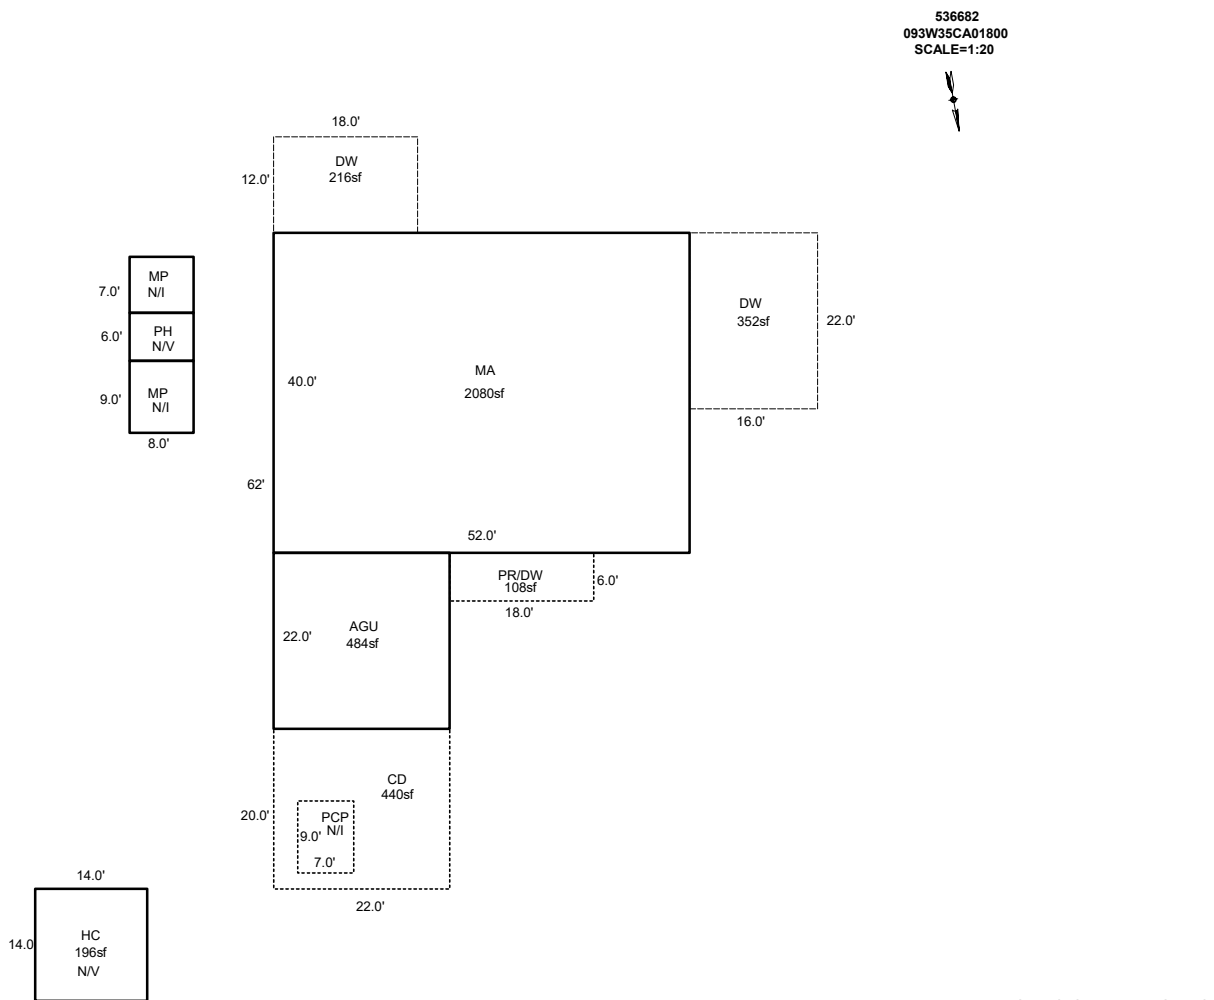 536682
093W35CA01800
SCALE=1:20
18.0'
DW
216sf
12.0'
MP
N/I
7.0'
PH
N/V
6.0'
MP
N/I
9.0'
8.0'
DW
352sf
22.0'
16.0'
MA
2080sf
40.0'
62'
52.0'
PR/DW
108sf
6.0'
18.0'
AGU
484sf
22.0'
CD
440sf
20.0'
PCP
N/I
9.0'
7.0'
22.0'
14.0'
14.0
HC
196sf
N/V